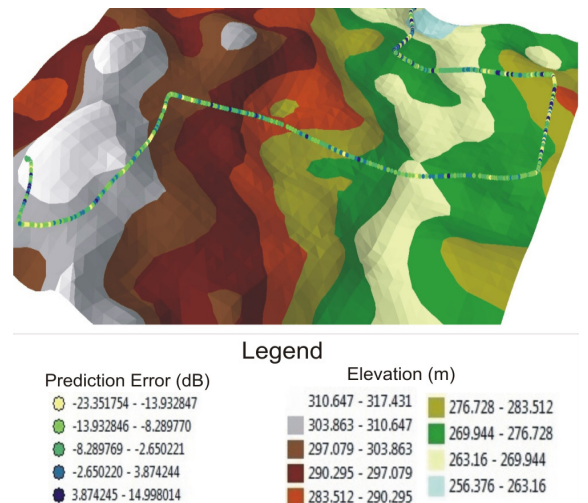 Legend
Prediction Error (dB)
-23.351754 - -13.932847
-13.932846 - -8.289770
-8.289769 - -2.650221
-2.650220 - 3.874244
3.874245 - 14.998014
Elevation (m)
310.647 - 317.431
303.863 - 310.647
297.079 - 303.863
290.295 - 297.079
283.512 - 290.295
276.728 - 283.512
269.944 - 276.728
263.16 - 269.944
256.376 - 263.16